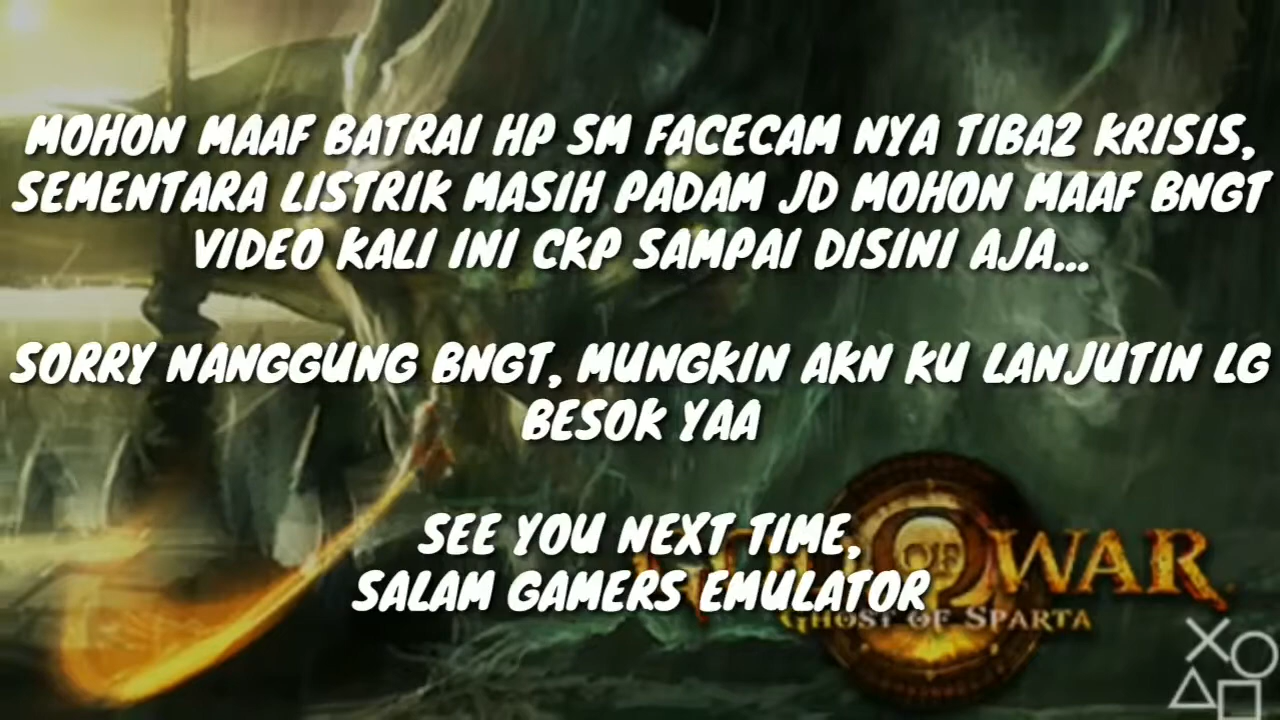 MOHON MAAF BATRAI HP SM FACECAM NYA TIBA2 KRISIS,
SEMENTARA LISTRIK MASIH PADAM JD MOHON MAAF BNGT
VIDEO KALI INI CKP SAMPAI DISINI AJA...
SORRY NANGGUNG BNGT, MUNGKIN AKN KU LANJUTIN LG
BESOK YAA
SEE YOU NEXT TIME,
SALAM GAMERS EMULATOR
OF WAR
GHOST OF SPARTA